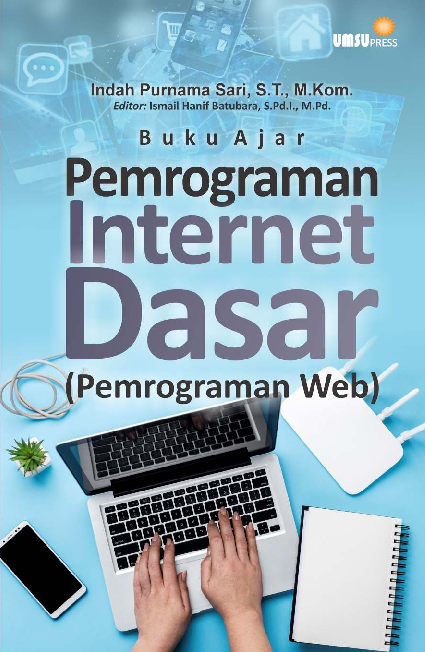 UMSU PRESS
Indah Purnama Sari, S.T., M.Kom.
Editor: Ismail Hanif Batubara, S.Pd.I., M.Pd.
Buku Ajar
Pemrograman
Internet
Dasar
(Pemrograman Web)